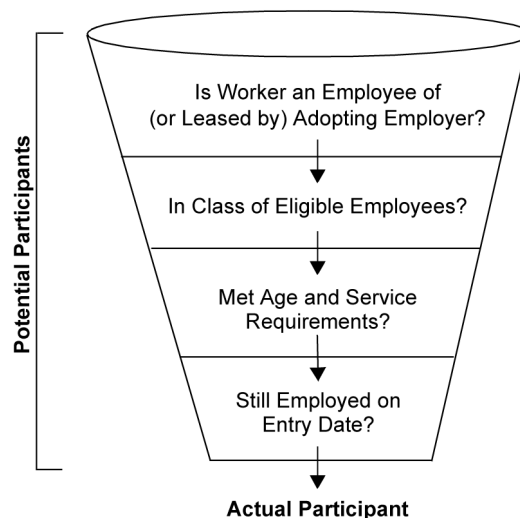 Potential Participants
Is Worker an Employee of
(or Leased by) Adopting Employer?
In Class of Eligible Employees?
Met Age and Service
Requirements?
Still Employed on
Entry Date?
Actual Participant